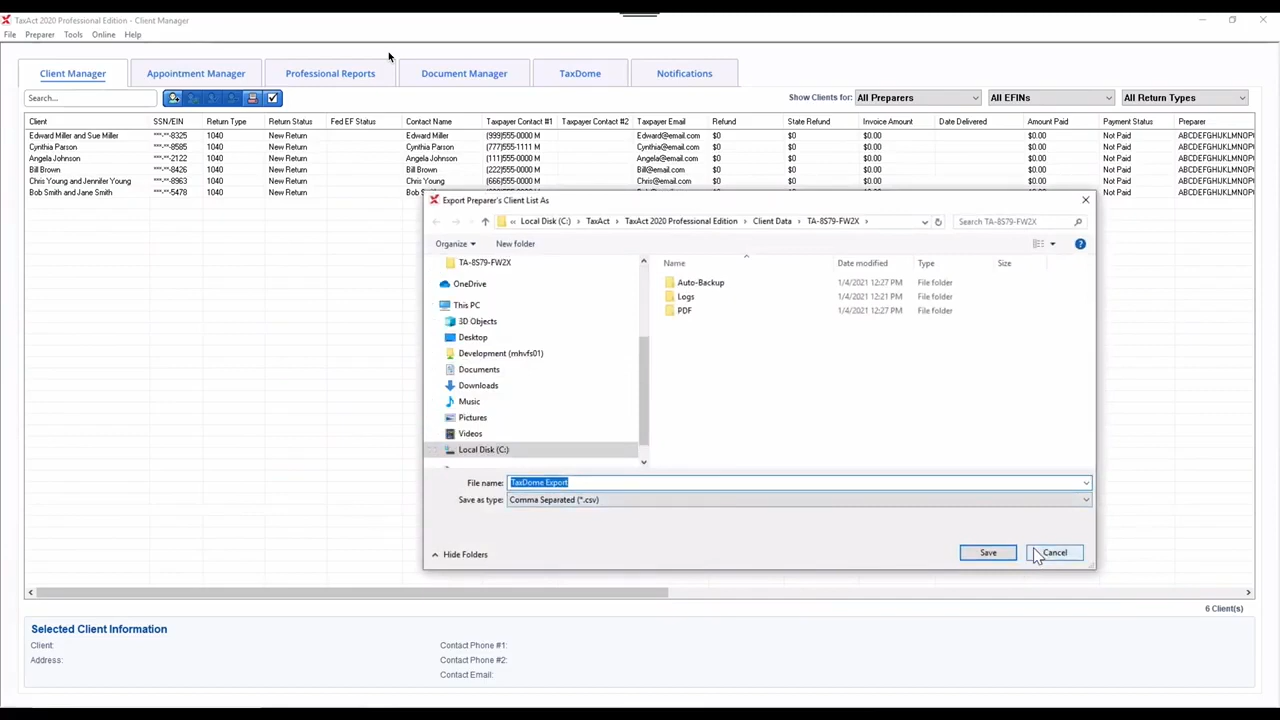 TaxAct 2020 Professional Edition - Client Manager
File Preparer Tools Online Help
Client Manager Appointment Manager Professional Reports Document Manager TaxDome Notifications
Search... Show Clients for: All Preparers All EFINs All Return Types
Client SSN/EIN Return Type Return Status Fed EF Status Contact Name Taxpayer Contact #1 Taxpayer Contact #2 Taxpayer Email Refund State Refund Invoice Amount Date Delivered Amount Paid Payment Status Preparer
Edward Miller and Sue Miller ***-**-8325 1040 New Return Edward Miller (999)555-0000 M Edward@email.com $0 $0 $0.00 $0.00 Not Paid ABCDEFGHIJKLMNOP
Cynthia Parson ***-**-8585 1040 New Return Cynthia Parson (777)555-1111 M Cynthia@email.com $0 $0 $0.00 $0.00 Not Paid ABCDEFGHIJKLMNOP
Angela Johnson ***-**-2122 1040 New Return Angela Johnson (111)555-0000 M Angela@email.com $0 $0 $0.00 $0.00 Not Paid ABCDEFGHIJKLMNOP
Bill Brown ***-**-8426 1040 New Return Bill Brown (222)555-0000 M Bill@email.com $0 $0 $0.00 $0.00 Not Paid ABCDEFGHIJKLMNOP
Chris Young and Jennifer Young ***-**-8963 1040 New Return Chris Young (666)555-0000 M Chris@email.com $0 $0 $0.00 $0.00 Not Paid ABCDEFGHIJKLMNOP
Bob Smith and Jane Smith ***-**-5478 1040 New Return Bob S Not Paid ABCDEFGHIJKLMNOP
Export Preparer's Client List As
« Local Disk (C:) › TaxAct › TaxAct 2020 Professional Edition › Client Data › TA-8S79-FW2X › Search TA-8S79-FW2X
Organize New folder
Name Date modified Type Size
TA-8S79-FW2X
OneDrive
This PC
3D Objects
Desktop
Development (mhvfs01)
Documents
Downloads
Music
Pictures
Videos
Local Disk (C:)
Auto-Backup 1/4/2021 12:27 PM File folder
Logs 1/4/2021 12:21 PM File folder
PDF 1/4/2021 12:27 PM File folder
File name: TaxDome Export
Save as type: Comma Separated (*.csv)
Hide Folders Save Cancel
6 Client(s)
Selected Client Information
Client: Contact Phone #1:
Address: Contact Phone #2:
Contact Email: